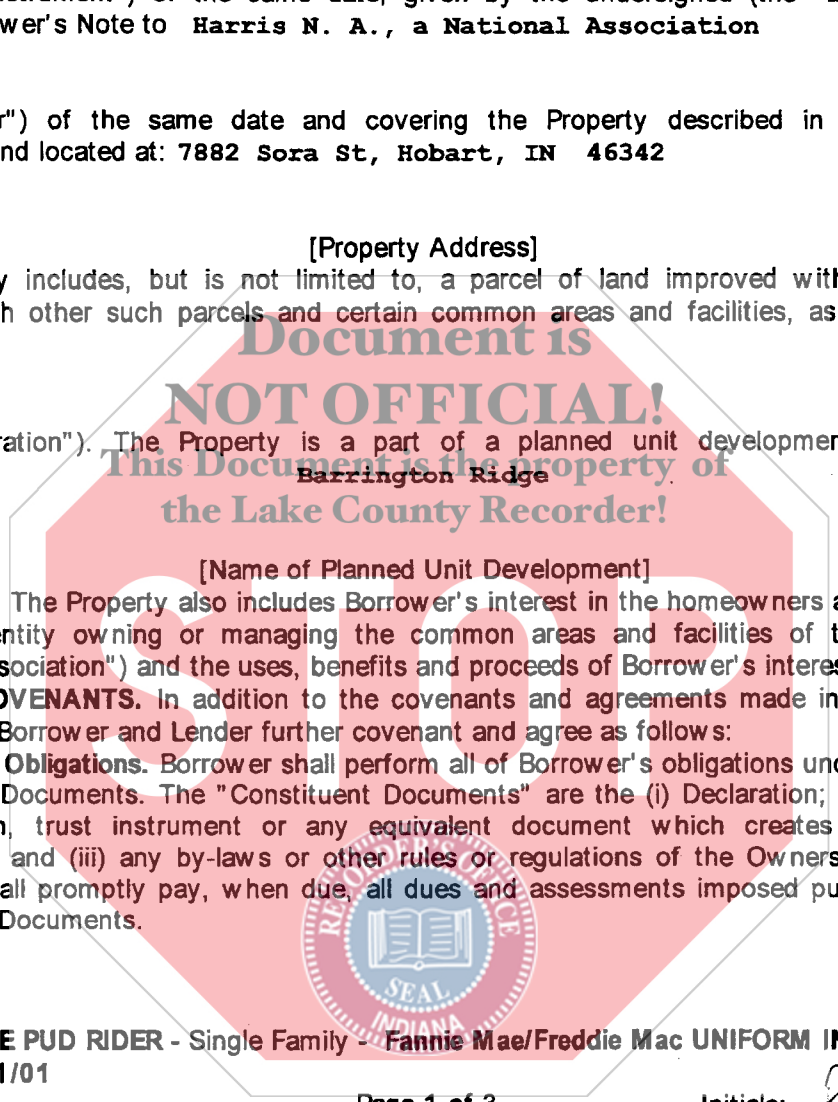 wer's Note to Harris N. A., a National Association
r") of the same date and covering the Property described in
nd located at: 7882 Sora St, Hobart, IN 46342
[Property Address]
y includes, but is not limited to, a parcel of land improved with
h other such parcels and certain common areas and facilities, as
Document is
NOT OFFICIAL!
ration"). The Property is a part of a planned unit developmen
This Document is the property of
Barrington Ridge
the Lake County Recorder!
[Name of Planned Unit Development]
The Property also includes Borrower's interest in the homeowners a
ntity owning or managing the common areas and facilities of t
sociation") and the uses, benefits and proceeds of Borrower's interes
OVENANTS. In addition to the covenants and agreements made in
Borrower and Lender further covenant and agree as follows:
Obligations. Borrower shall perform all of Borrower's obligations und
Documents. The "Constituent Documents" are the (i) Declaration;
n, trust instrument or any equivalent document which creates
and (iii) any by-laws or other rules or regulations of the Owners
all promptly pay, when due, all dues and assessments imposed pu
Documents.
STOP
RECORDER'S OFFICE
SEAL
INDIANA
E PUD RIDER - Single Family - Fannie Mae/Freddie Mac UNIFORM IN
1/01
Page 1 of 3
Initials: